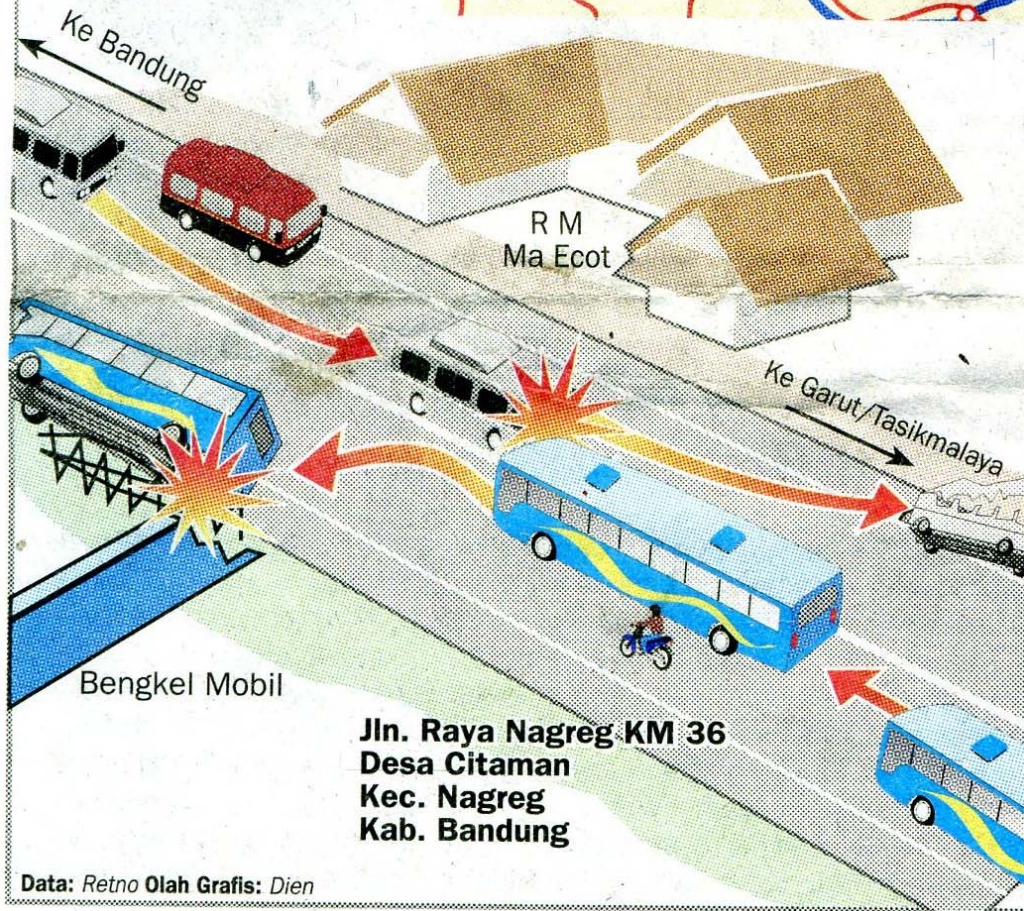 Ke Bandung
R M
Ma Ecot
Ke Garut/Tasikmalaya
Bengkel Mobil
Jln. Raya Nagreg KM 36
Desa Citaman
Kec. Nagreg
Kab. Bandung
Data: Retno Olah Grafis: Dien